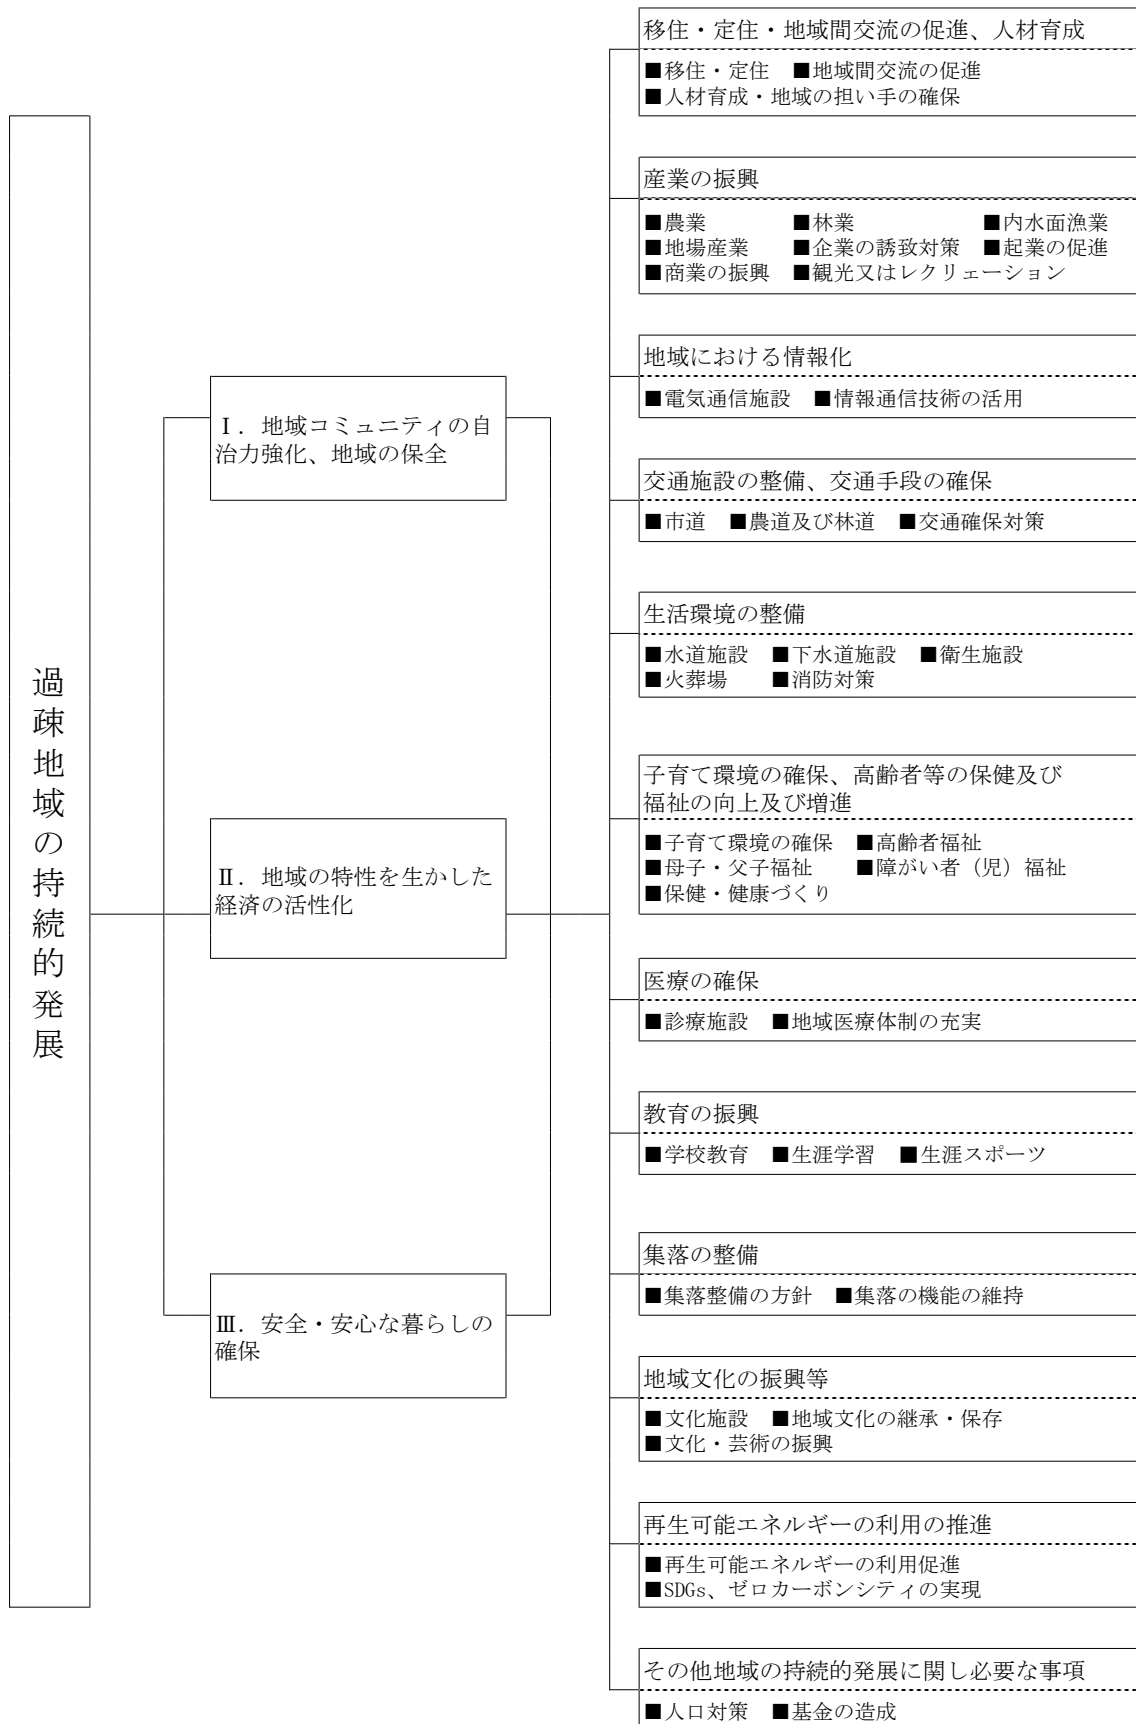 過疎地域の持続的発展
Ⅰ．地域コミュニティの自
治力強化、地域の保全
Ⅱ．地域の特性を生かした
経済の活性化
Ⅲ．安全・安心な暮らしの
確保
移住・定住・地域間交流の促進、人材育成
■移住・定住　■地域間交流の促進
■人材育成・地域の担い手の確保
産業の振興
■農業　■林業　■内水面漁業
■地場産業　■企業の誘致対策　■起業の促進
■商業の振興　■観光又はレクリェーション
地域における情報化
■電気通信施設　■情報通信技術の活用
交通施設の整備、交通手段の確保
■市道　■農道及び林道　■交通確保対策
生活環境の整備
■水道施設　■下水道施設　■衛生施設
■火葬場　■消防対策
子育て環境の確保、高齢者等の保健及び
福祉の向上及び増進
■子育て環境の確保　■高齢者福祉
■母子・父子福祉　■障がい者（児）福祉
■保健・健康づくり
医療の確保
■診療施設　■地域医療体制の充実
教育の振興
■学校教育　■生涯学習　■生涯スポーツ
集落の整備
■集落整備の方針　■集落の機能の維持
地域文化の振興等
■文化施設　■地域文化の継承・保存
■文化・芸術の振興
再生可能エネルギーの利用の推進
■再生可能エネルギーの利用促進
■SDGs、ゼロカーボンシティの実現
その他地域の持続的発展に関し必要な事項
■人口対策　■基金の造成